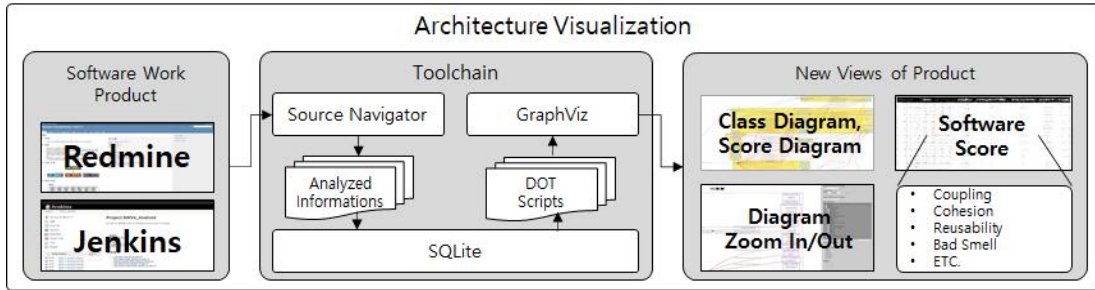 Architecture Visualization
Software Work
Product
Redmine
Jenkins
Toolchain
Source Navigator
GraphViz
Analyzed
Informations
DOT
Scripts
SQLite
New Views of Product
Class Diagram,
Score Diagram
Software
Score
Diagram
Zoom In/Out
• Coupling
• Cohesion
• Reusability
• Bad Smell
• ETC.